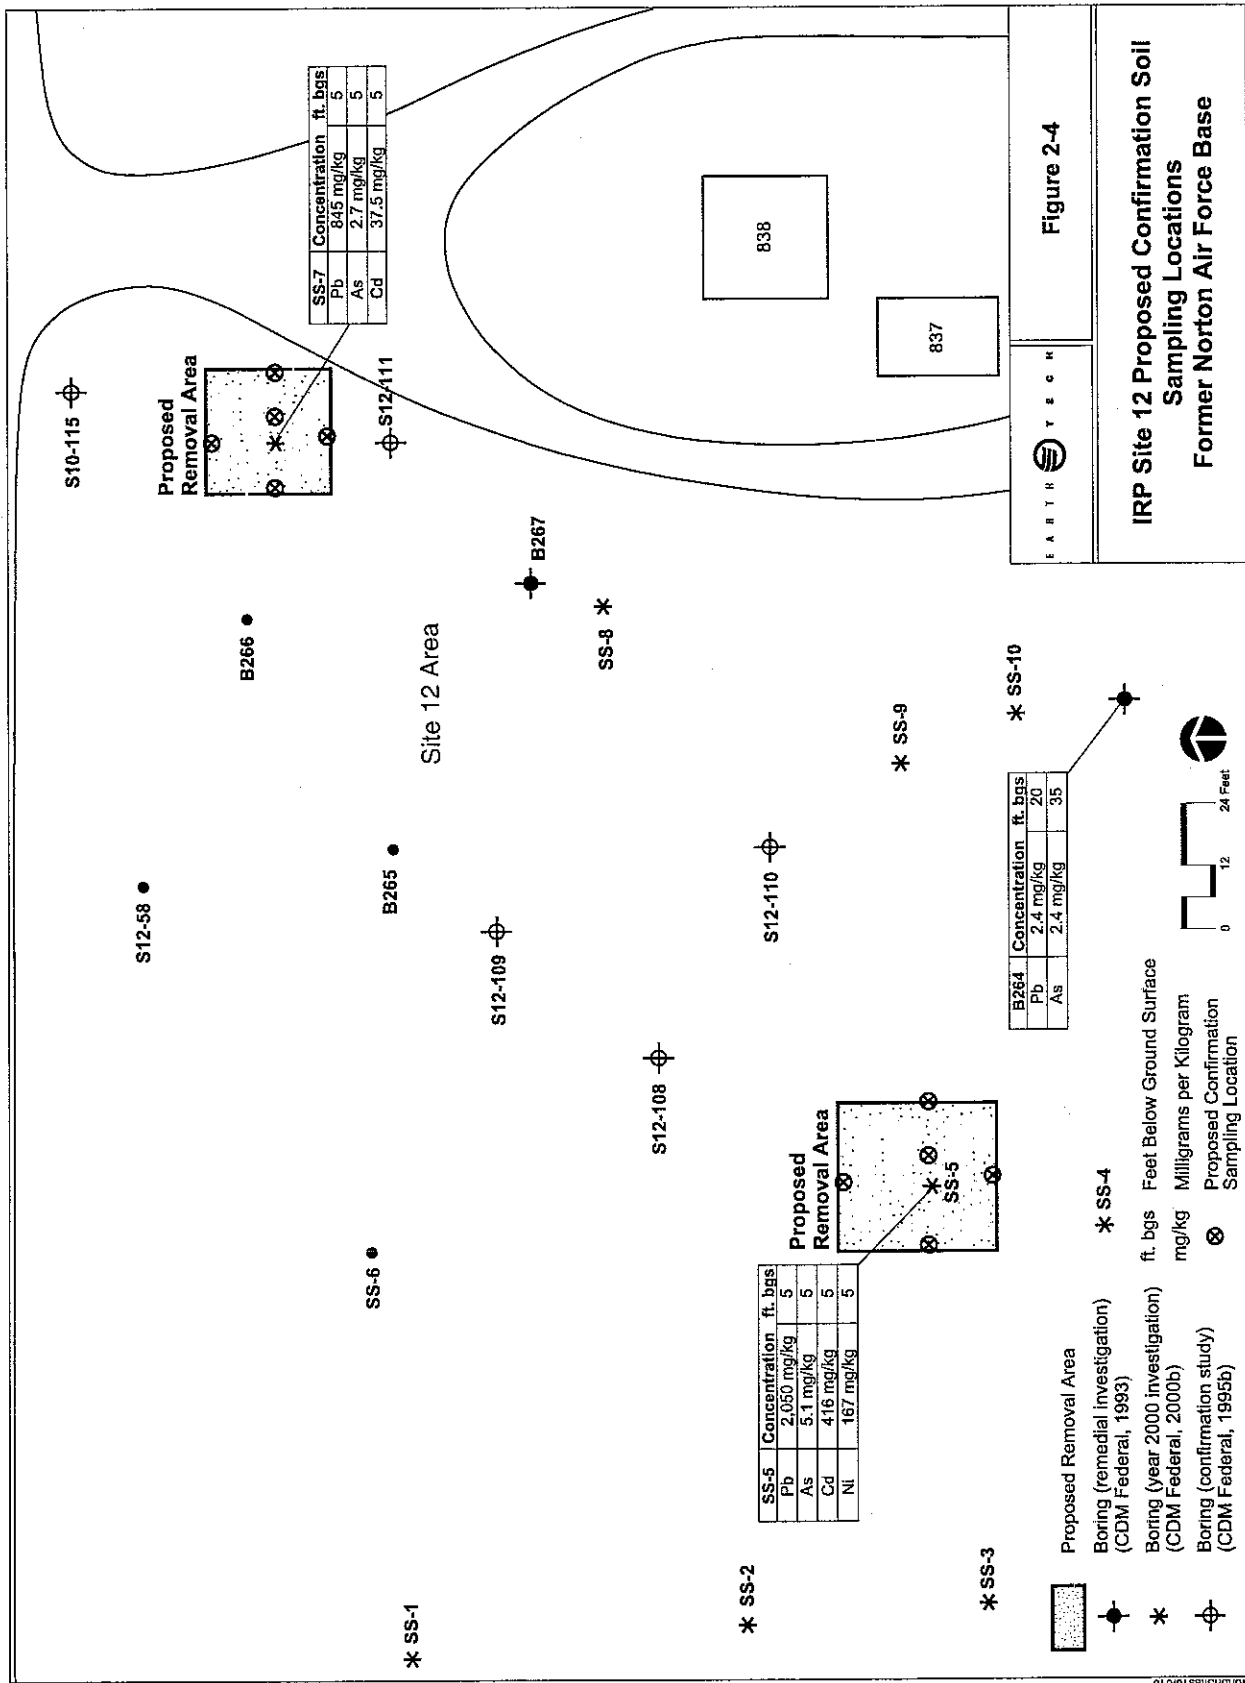 S10-115
Proposed
Removal Area
SS-7 Concentration ft. bgs
Pb 845 mg/kg 5
As 2.7 mg/kg 5
Cd 37.5 mg/kg 5
S12-111
S12-58
B266
B265
Site 12 Area
B267
SS-8
S12-109
SS-6
SS-1
S12-108
S12-110
SS-9
SS-10
838
837
SS-2
SS-5 Concentration ft. bgs
Pb 2,050 mg/kg 5
As 5.1 mg/kg 5
Cd 416 mg/kg 5
Ni 167 mg/kg 5
Proposed
Removal Area
SS-5
SS-3
SS-4
B264 Concentration ft. bgs
Pb 2.4 mg/kg 20
As 2.4 mg/kg 35
Proposed Removal Area
Boring (remedial investigation)
(CDM Federal, 1993)
Boring (year 2000 investigation)
(CDM Federal, 2000b)
Boring (confirmation study)
(CDM Federal, 1995b)
ft. bgs Feet Below Ground Surface
mg/kg Milligrams per Kilogram
Proposed Confirmation
Sampling Location
0 12 24 Feet
EARTH TECH
Figure 2-4
IRP Site 12 Proposed Confirmation Soil
Sampling Locations
Former Norton Air Force Base